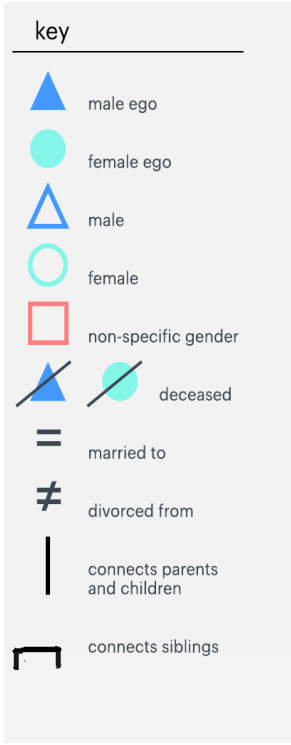 key
male ego
female ego
male
female
non-specific gender
deceased
=
married to
≠
divorced from
connects parents
and children
connects siblings